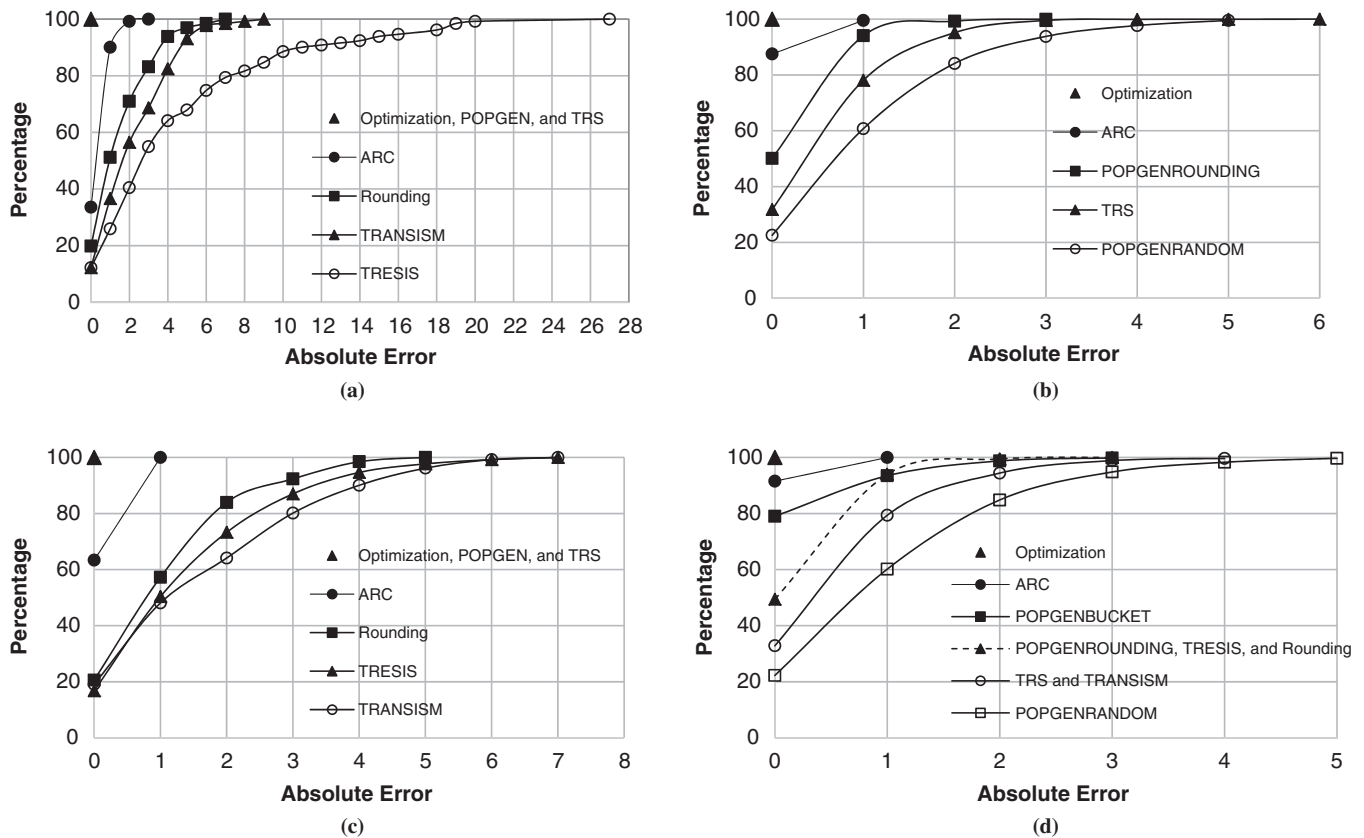 100
80
60
40
20
0
Percentage
Optimization, POPGEN, and TRS
ARC
Rounding
TRANSISM
TRESIS
0 2 4 6 8 10 12 14 16 18 20 22 24 26 28
Absolute Error
(a)
100
80
60
40
20
0
Percentage
Optimization
ARC
POPGENROUNDING
TRS
POPGENRANDOM
0 1 2 3 4 5 6
Absolute Error
(b)
100
80
60
40
20
0
Percentage
Optimization, POPGEN, and TRS
ARC
Rounding
TRESIS
TRANSISM
0 1 2 3 4 5 6 7 8
Absolute Error
(c)
100
80
60
40
20
0
Percentage
Optimization
ARC
POPGENBUCKET
POPGENROUNDING, TRESIS, and Rounding
TRS and TRANSISM
POPGENRANDOM
0 1 2 3 4 5
Absolute Error
(d)